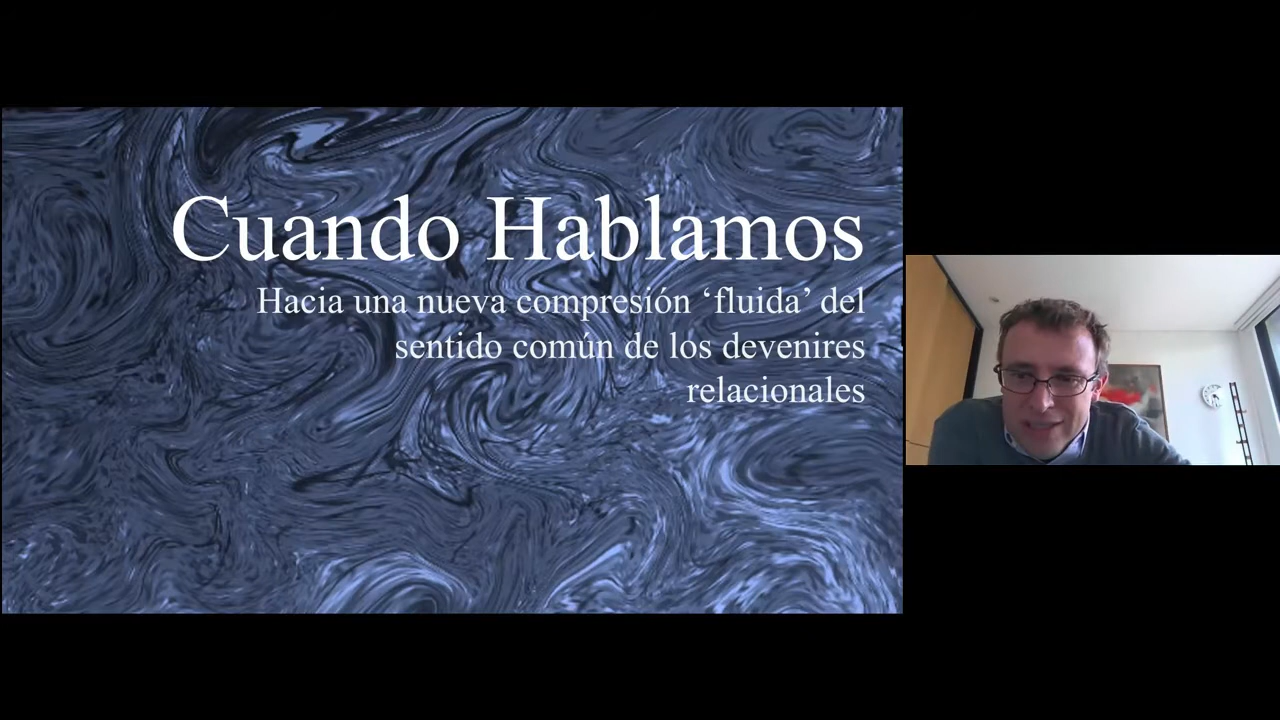 Cuando Hablamos
Hacia una nueva compresión ‘fluida’ del
sentido común de los devenires
relacionales